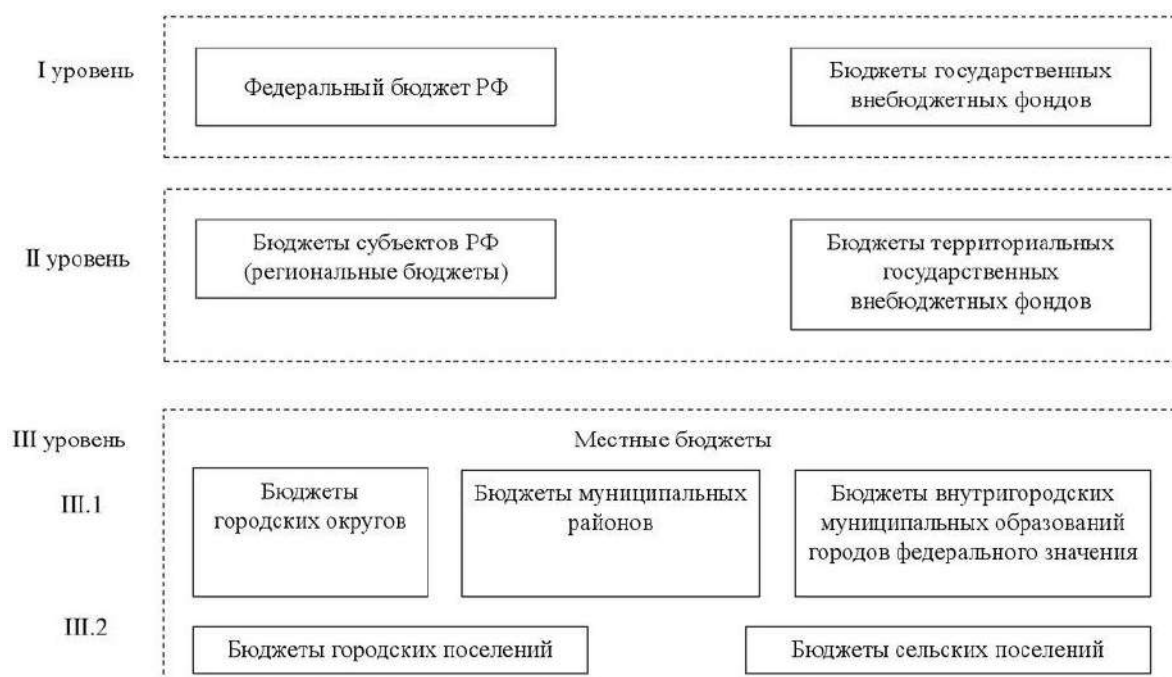 I уровень
Федеральный бюджет РФ
Бюджеты государственных
внебюджетных фондов
II уровень
Бюджеты субъектов РФ
(региональные бюджеты)
Бюджеты территориальных
государственных
внебюджетных фондов
III уровень
Местные бюджеты
III.1
Бюджеты
городских округов
Бюджеты муниципальных
районов
Бюджеты внутригородских
муниципальных образований
городов федерального значения
III.2
Бюджеты городских поселений
Бюджеты сельских поселений